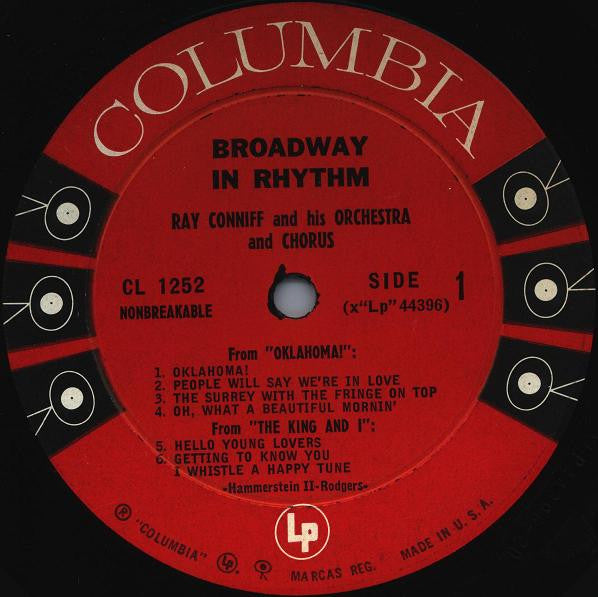 COLUMBIA
BROADWAY
IN RHYTHM
RAY CONNIFF and his ORCHESTRA
and CHORUS
CL 1252
NONBREAKABLE
SIDE 1
(x"Lp" 44396)
From "OKLAHOMA!":
1. OKLAHOMA!
2. PEOPLE WILL SAY WE'RE IN LOVE
3. THE SURREY WITH THE FRINGE ON TOP
4. OH, WHAT A BEAUTIFUL MORNIN'
From "THE KING AND I":
5. HELLO YOUNG LOVERS
6. GETTING TO KNOW YOU
I WHISTLE A HAPPY TUNE
-Hammerstein II-Rodgers-
Lp
® "COLUMBIA" Lp. MARCAS REG. MADE IN U.S.A.